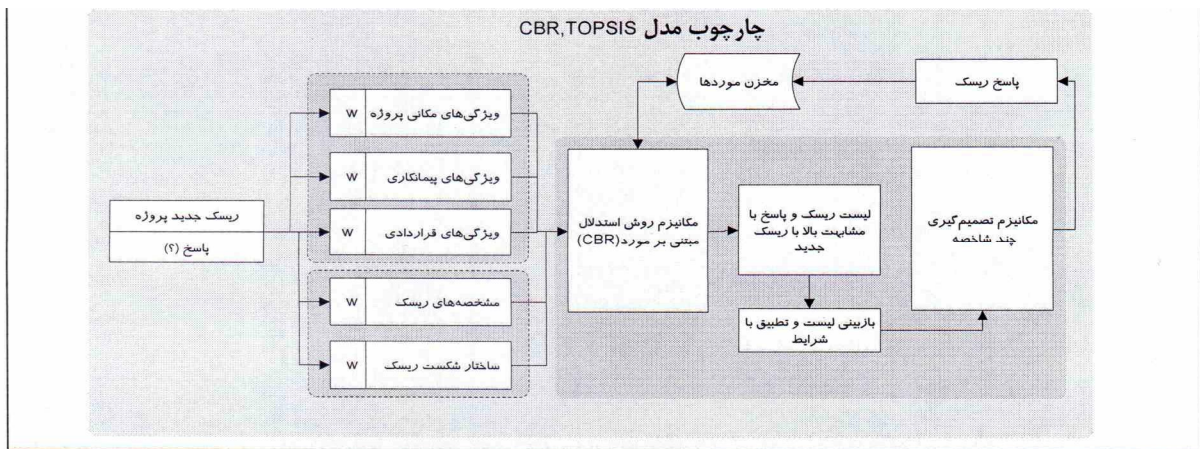 چارچوب مدل CBR,TOPSIS
مخزن موردها
پاسخ ریسک
W
ویژگی‌های مکانی پروژه
W
ویژگی‌های پیمانکاری
W
ویژگی‌های قراردادی
ریسک جدید پروژه
پاسخ (؟)
W
مشخصه‌های ریسک
W
ساختار شکست ریسک
مکانیزم روش استدلال
مبتنی بر مورد(CBR)
لیست ریسک و پاسخ با
مشابهت بالا با ریسک
جدید
بازبینی لیست و تطبیق با
شرایط
مکانیزم تصمیم‌گیری
چند شاخصه